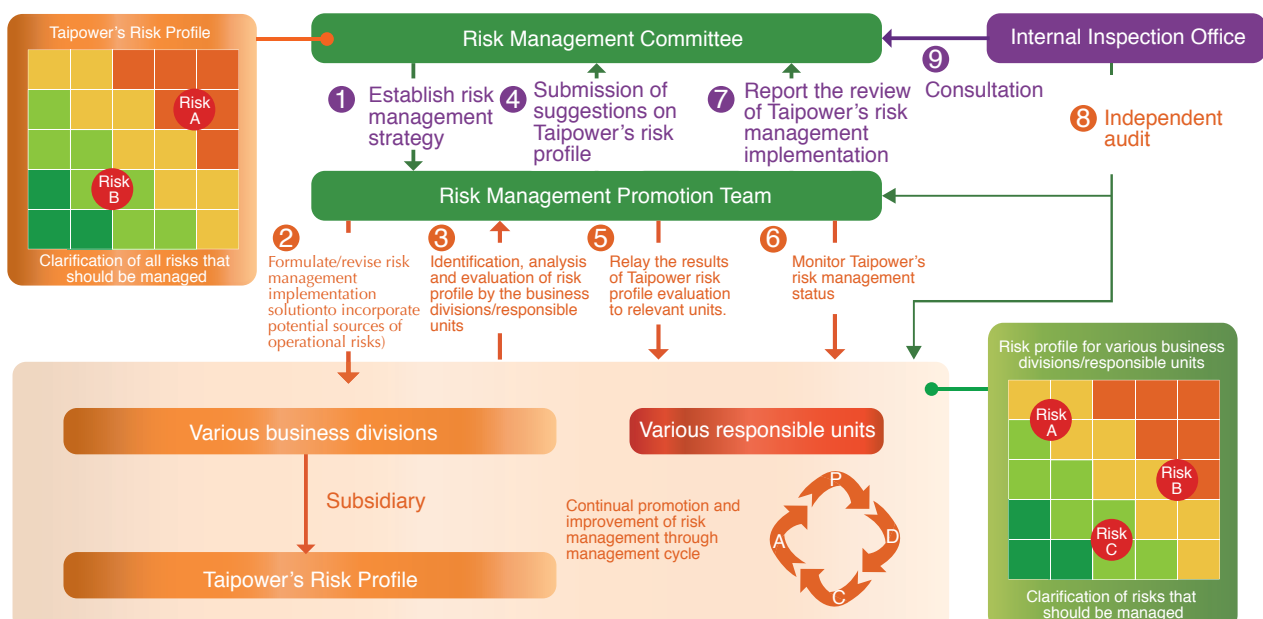 Taipower's Risk Profile
Risk
A
Risk
B
Clarification of all risks that
should be managed
Risk Management Committee
Internal Inspection Office
1
Establish risk
management
strategy
4
Submission of
suggestions on
Taipower's risk
profile
7
Report the review
of Taipower's risk
management
implementation
9
Consultation
8
Independent
audit
Risk Management Promotion Team
2
Formulate/revise risk
management
implementation
solutionto incorporate
potential sources of
operational risks)
3
Identification, analysis
and evaluation of risk
profile by the business
divisions/responsible
units
5
Relay the results
of Taipower risk
profile evaluation
to relevant units.
6
Monitor Taipower's
risk management
status
Various business divisions
Subsidiary
Taipower's Risk Profile
Various responsible units
Continual promotion and
improvement of risk
management through
management cycle
P
D
C
A
Risk profile for various business
divisions/responsible units
Risk
A
Risk
B
Risk
C
Clarification of risks that
should be managed